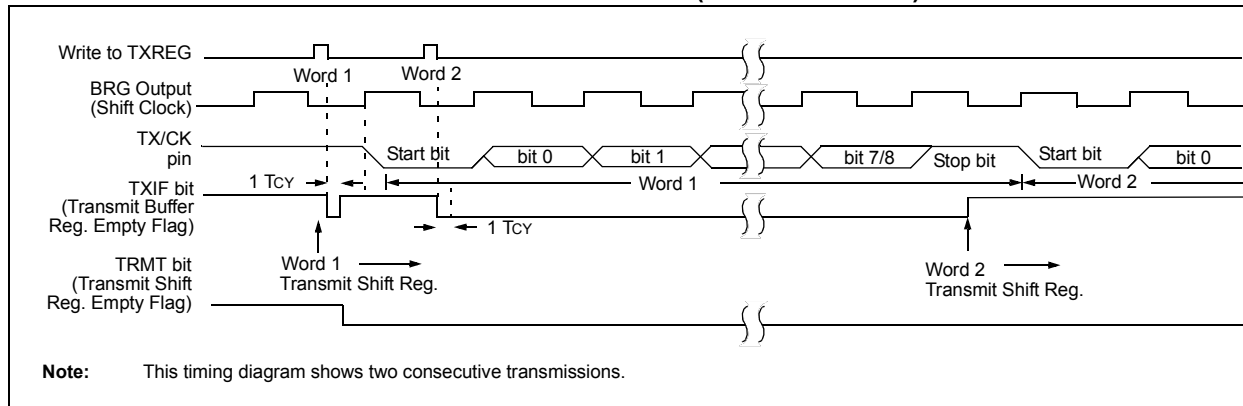 Write to TXREG
Word 1
Word 2
BRG Output
(Shift Clock)
TX/CK
pin
Start bit
bit 0
bit 1
bit 7/8
Stop bit
Start bit
bit 0
1 TCY
Word 1
Word 2
TXIF bit
(Transmit Buffer
Reg. Empty Flag)
1 TCY
Word 1
Transmit Shift Reg.
Word 2
Transmit Shift Reg.
TRMT bit
(Transmit Shift
Reg. Empty Flag)
Note: This timing diagram shows two consecutive transmissions.